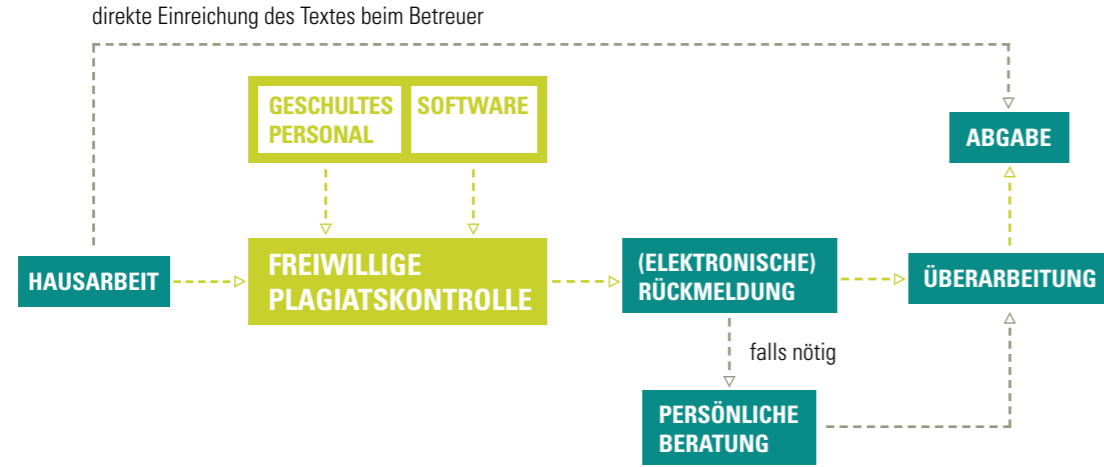 direkte Einreichung des Textes beim Betreuer
GESCHULTES
PERSONAL
SOFTWARE
ABGABE
HAUSARBEIT
FREIWILLIGE
PLAGIATSKONTROLLE
(ELEKTRONISCHE)
RÜCKMELDUNG
ÜBERARBEITUNG
falls nötig
PERSÖNLICHE
BERATUNG